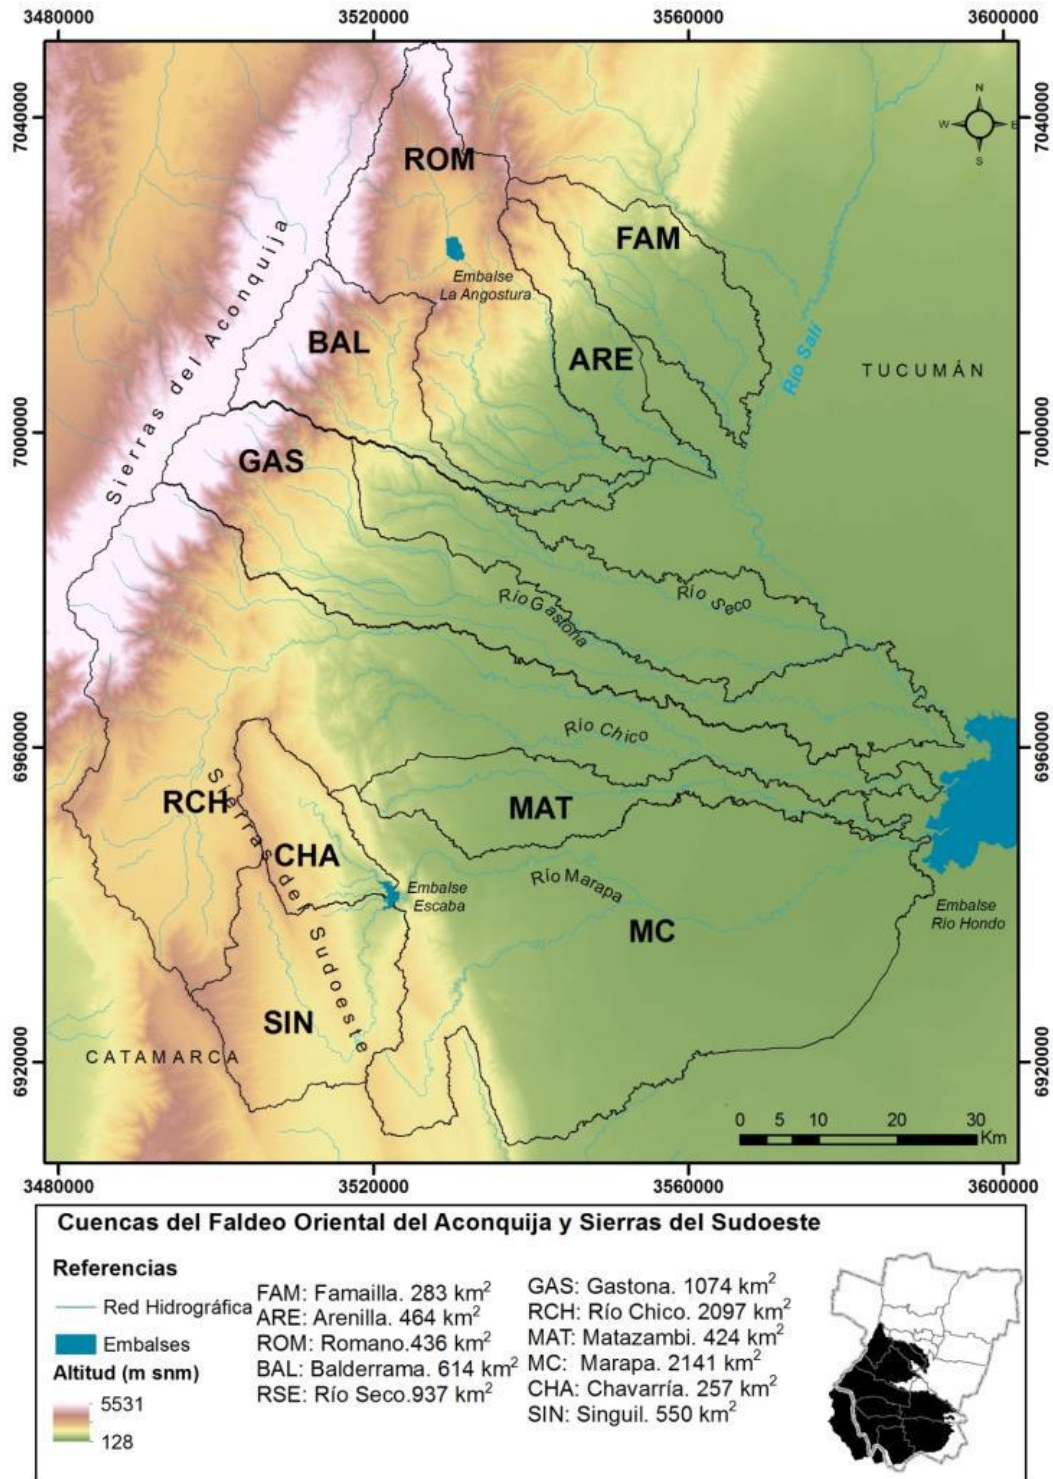 3480000 3520000 3560000 3600000
7040000 7040000
N
W E
S
ROM
FAM
Embalse
La Angostura
Sierras del Aconquija
BAL
ARE
Río Salí
TUCUMÁN
7000000 7000000
GAS
Río Gastona
Río Seco
Río Chico
6960000 6960000
RCH
Sierras del Sudoeste
MAT
CHA
Embalse
Escaba
Río Marapa
Embalse
Río Hondo
MC
SIN
CATAMARCA
6920000 6920000
0 5 10 20 30
Km
3480000 3520000 3560000 3600000
Cuencas del Faldeo Oriental del Aconquija y Sierras del Sudoeste
Referencias
Red Hidrográfica
Embalses
Altitud (m snm)
5531
128
FAM: Famailla. 283 km²
ARE: Arenilla. 464 km²
ROM: Romano.436 km²
BAL: Balderrama. 614 km²
RSE: Río Seco.937 km²
GAS: Gastona. 1074 km²
RCH: Río Chico. 2097 km²
MAT: Matazambi. 424 km²
MC: Marapa. 2141 km²
CHA: Chavarría. 257 km²
SIN: Singuil. 550 km²